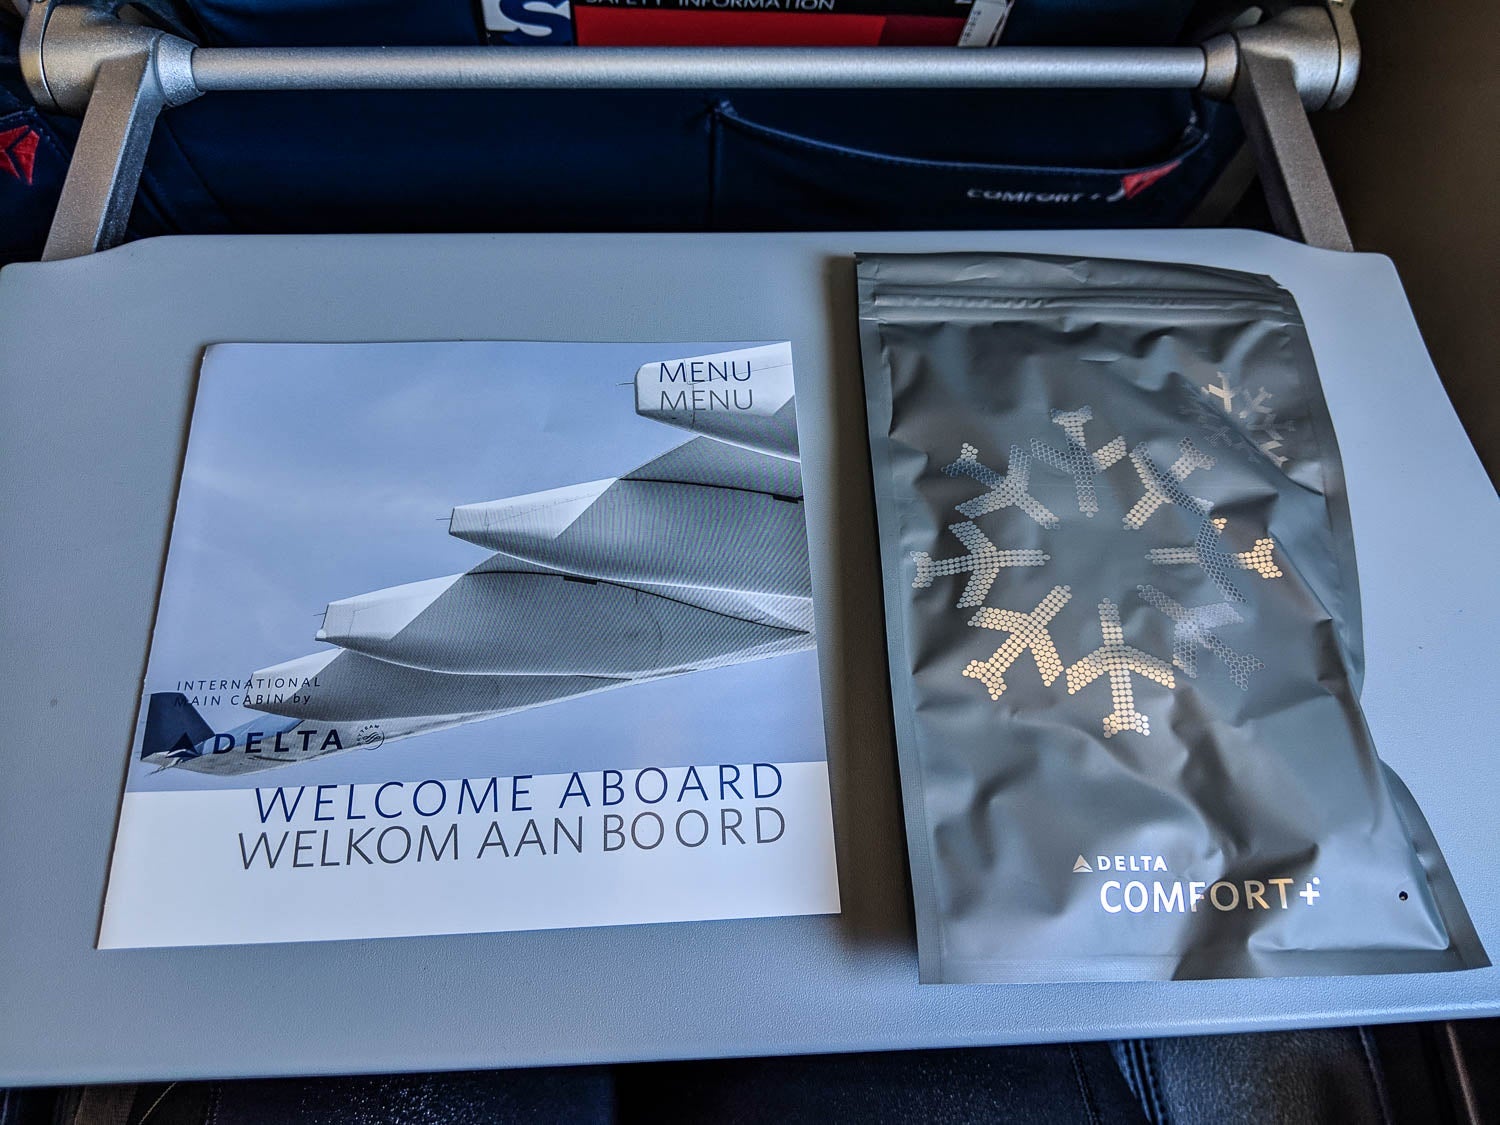 SAFETY INFORMATION
COMFORT +
MENU
MENU
INTERNATIONAL
MAIN CABIN by
DELTA
WELCOME ABOARD
WELKOM AAN BOORD
DELTA
COMFORT+